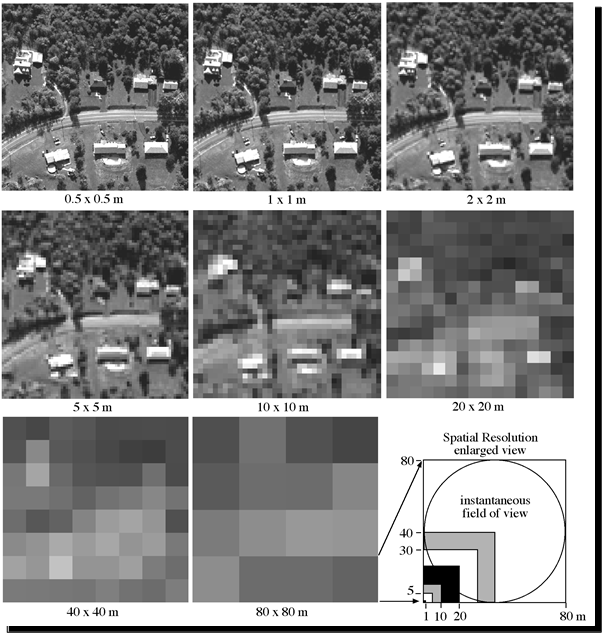 0.5 x 0.5 m
1 x 1 m
2 x 2 m
5 x 5 m
10 x 10 m
20 x 20 m
40 x 40 m
80 x 80 m
Spatial Resolution
enlarged view
80
instantaneous
field of view
40
30
5
1 10 20
80 m